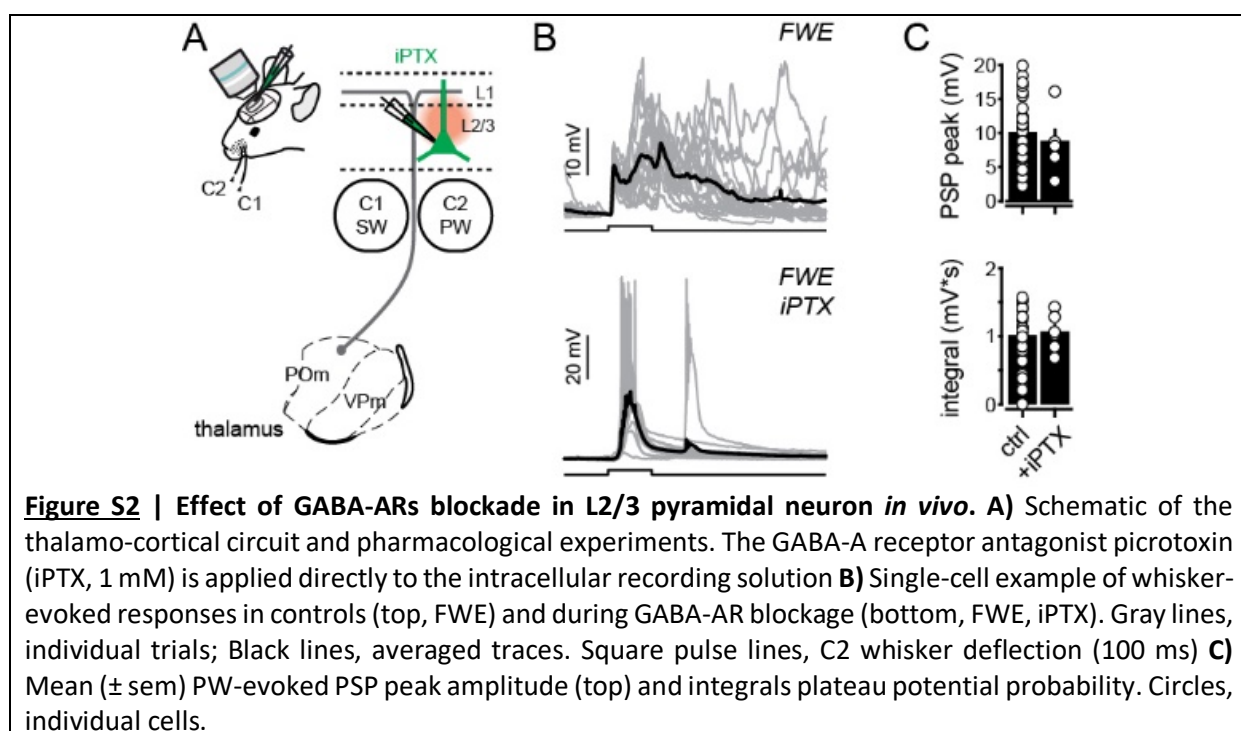 A
iPTX
L1
L2/3
C2
C1
C1
SW
C2
PW
POm
VPm
thalamus
B
FWE
10 mV
FWE
iPTX
20 mV
C
PSP peak (mV)
20
15
10
5
0
integral (mV*s)
2
1
0
ctrl
+iPTX
Figure S2 | Effect of GABA-ARs blockade in L2/3 pyramidal neuron in vivo. A) Schematic of the
thalamo-cortical circuit and pharmacological experiments. The GABA-A receptor antagonist picrotoxin
(iPTX, 1 mM) is applied directly to the intracellular recording solution B) Single-cell example of whisker-
evoked responses in controls (top, FWE) and during GABA-AR blockage (bottom, FWE, iPTX). Gray lines,
individual trials; Black lines, averaged traces. Square pulse lines, C2 whisker deflection (100 ms) C)
Mean (± sem) PW-evoked PSP peak amplitude (top) and integrals plateau potential probability. Circles,
individual cells.